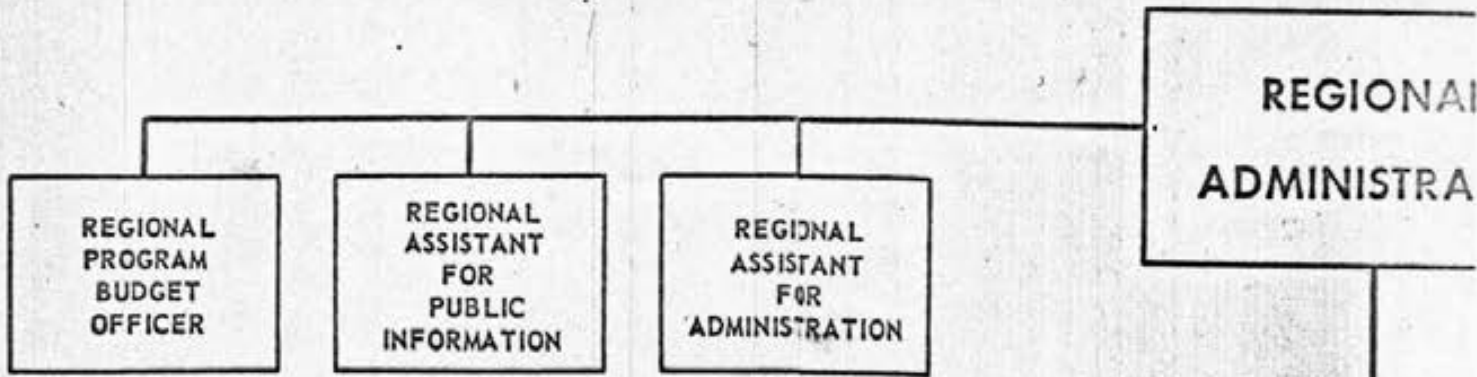 REGIONAL
ADMINISTRA
REGIONAL
PROGRAM
BUDGET
OFFICER
REGIONAL
ASSISTANT
FOR
PUBLIC
INFORMATION
REGIONAL
ASSISTANT
FOR
ADMINISTRATION